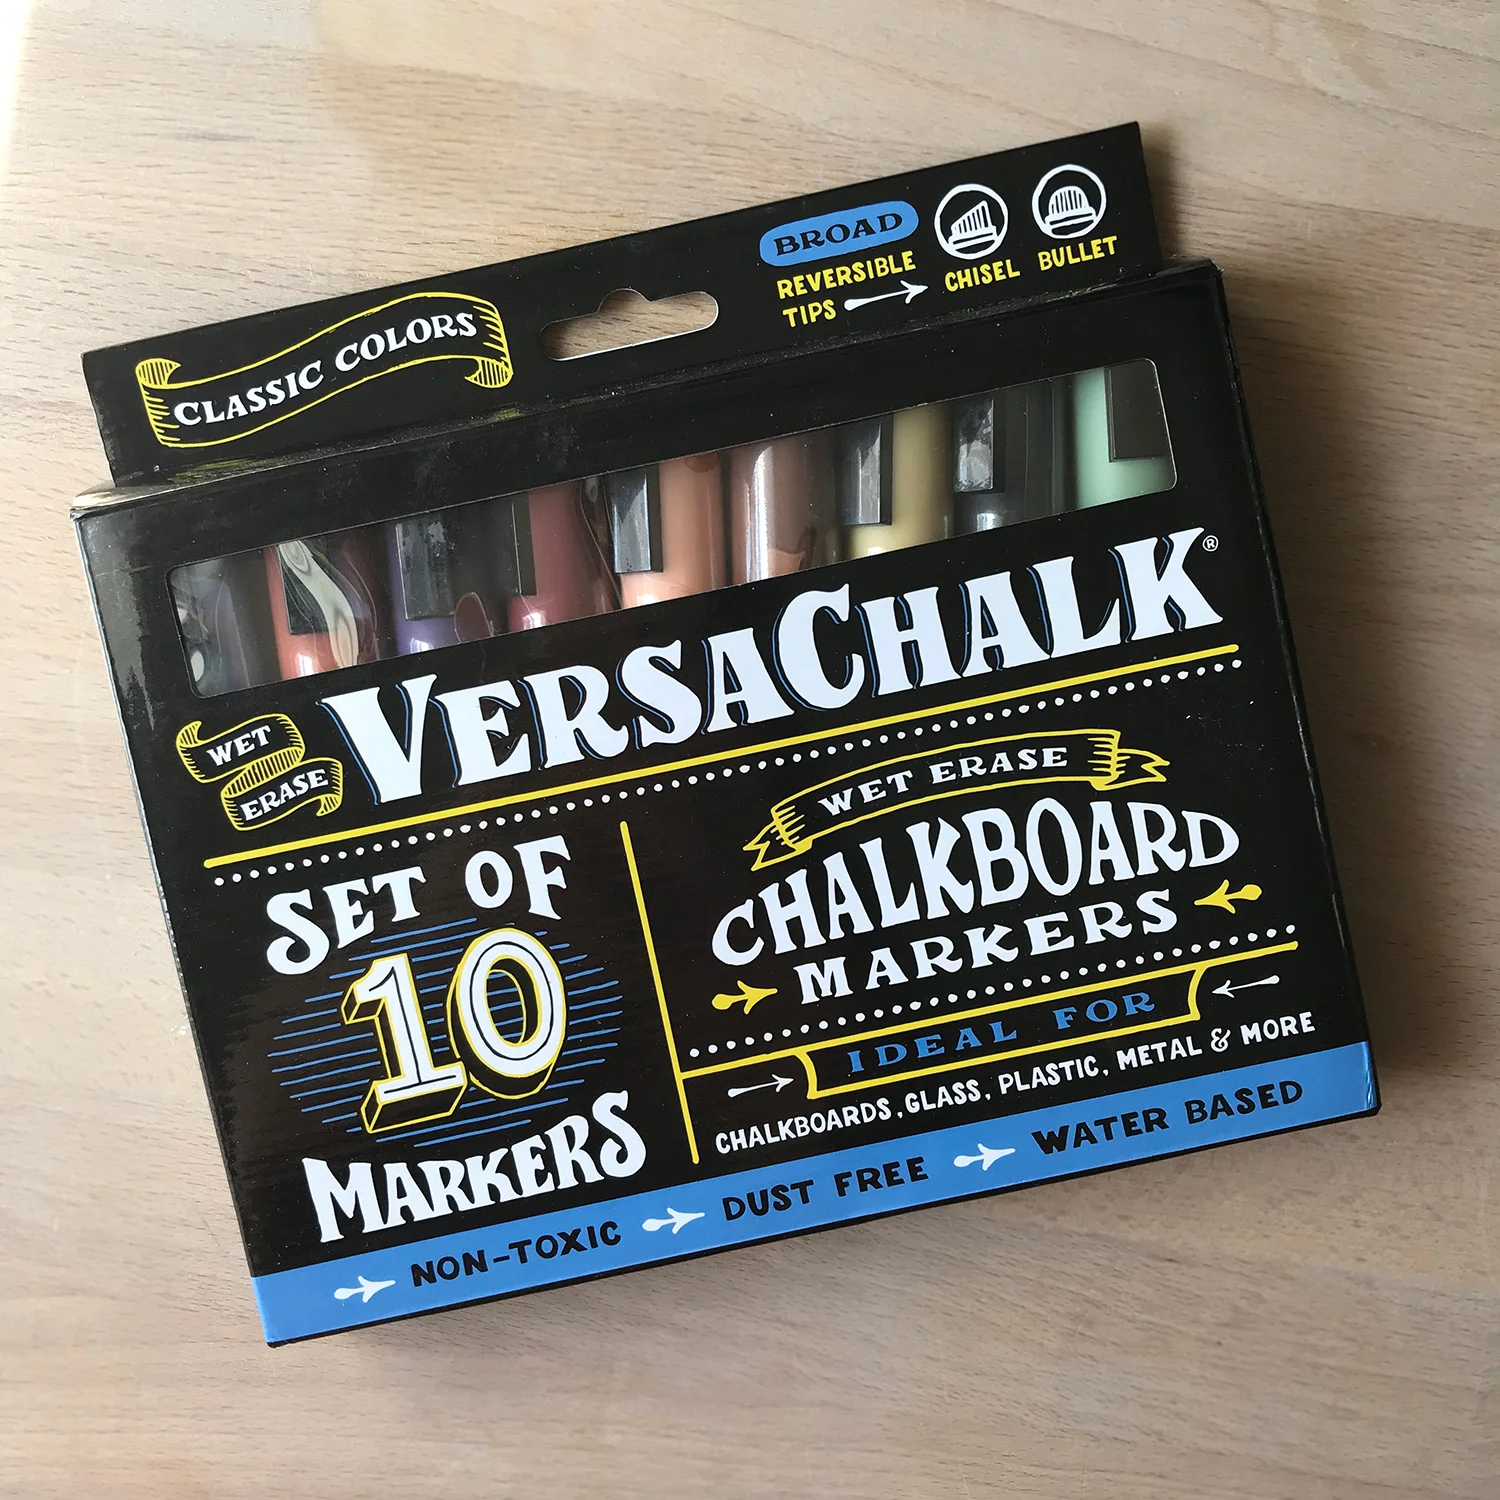 CLASSIC COLORS
BROAD
REVERSIBLE
TIPS
CHISEL
BULLET
WET
ERASE
VERSACHALK®
SET OF
10
MARKERS
WET ERASE
CHALKBOARD
MARKERS
IDEAL FOR
CHALKBOARDS, GLASS, PLASTIC, METAL & MORE
NON-TOXIC DUST FREE WATER BASED